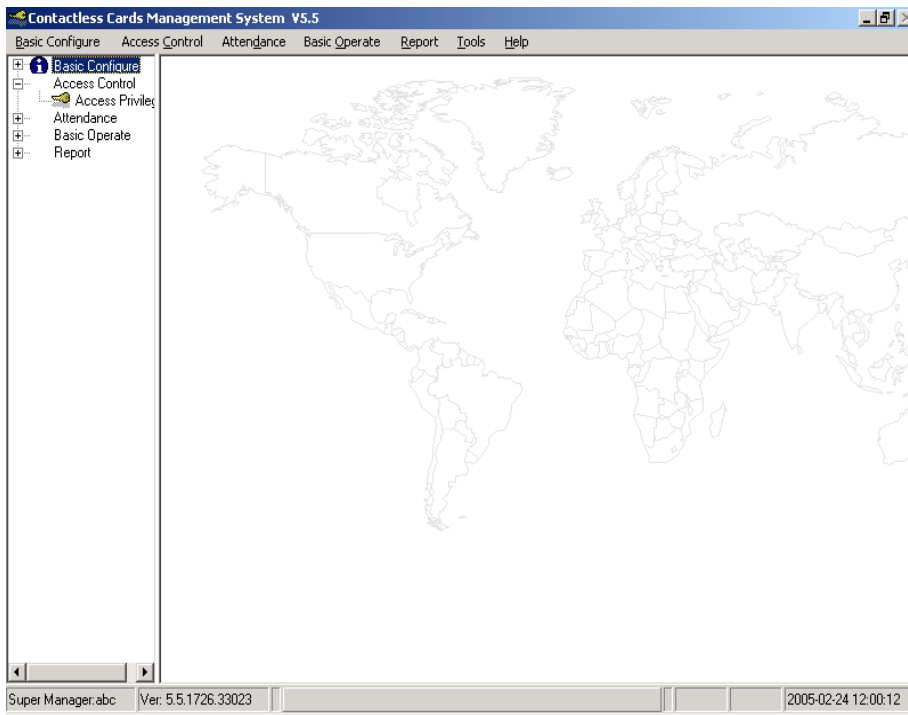 Contactless Cards Management System V5.5
Basic Configure Access Control Attendance Basic Operate Report Tools Help
Basic Configure
Access Control
Access Privileg
Attendance
Basic Operate
Report
Super Manager:abc Ver: 5.5.1726.33023 2005-02-24 12:00:12